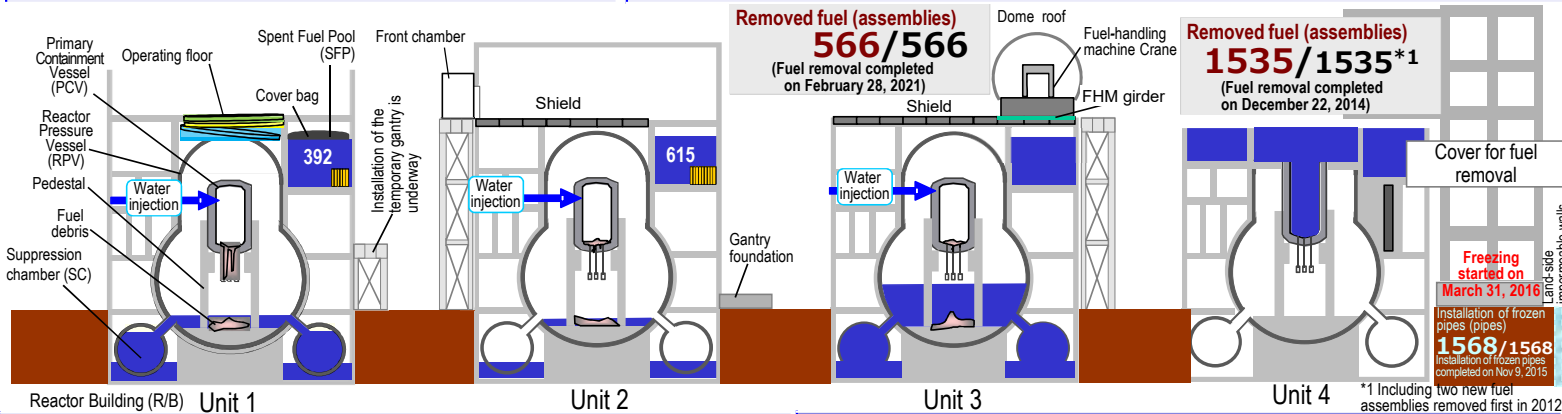 Primary
Containment
Vessel
(PCV)
Operating floor
Spent Fuel Pool
(SFP)
Cover bag
Reactor
Pressure
Vessel
(RPV)
Pedestal
Water
injection
Fuel
debris
Suppression
chamber (SC)
392
Reactor Building (R/B)
Unit 1
Installation of the
temporary gantry is
underway
Front chamber
Shield
615
Water
injection
Gantry
foundation
Unit 2
Removed fuel (assemblies)
566/566
(Fuel removal completed
on February 28, 2021)
Dome roof
Fuel-handling
machine Crane
FHM girder
Shield
Water
injection
Unit 3
Removed fuel (assemblies)
1535/1535*1
(Fuel removal completed
on December 22, 2014)
Cover for fuel
removal
Unit 4
Freezing
started on
March 31, 2016
Land-side
Installation of frozen
pipes (pipes)
1568/1568
Installation of frozen pipes
completed on Nov 9, 2015
*1 Including two new fuel
assemblies removed first in 2012